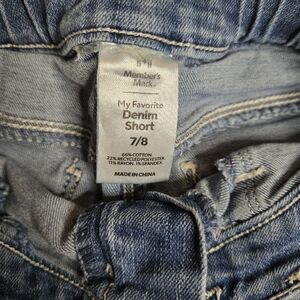 Member's
Mark.
My Favorite
Denim
Short
7/8
66% COTTON,
22% RECYCLED POLYESTER,
11% RAYON, 1% SPANDEX.
MADE IN CHINA